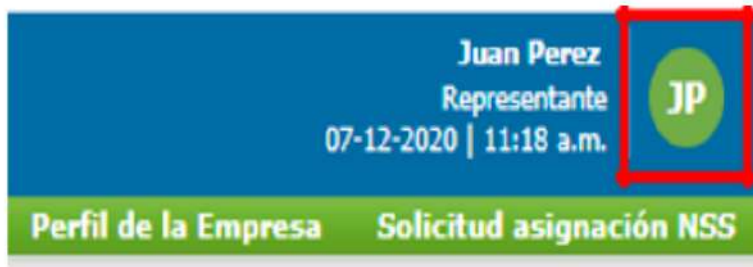 Juan Perez
Representante
07-12-2020 | 11:18 a.m.
JP
Perfil de la Empresa Solicitud asignación NSS